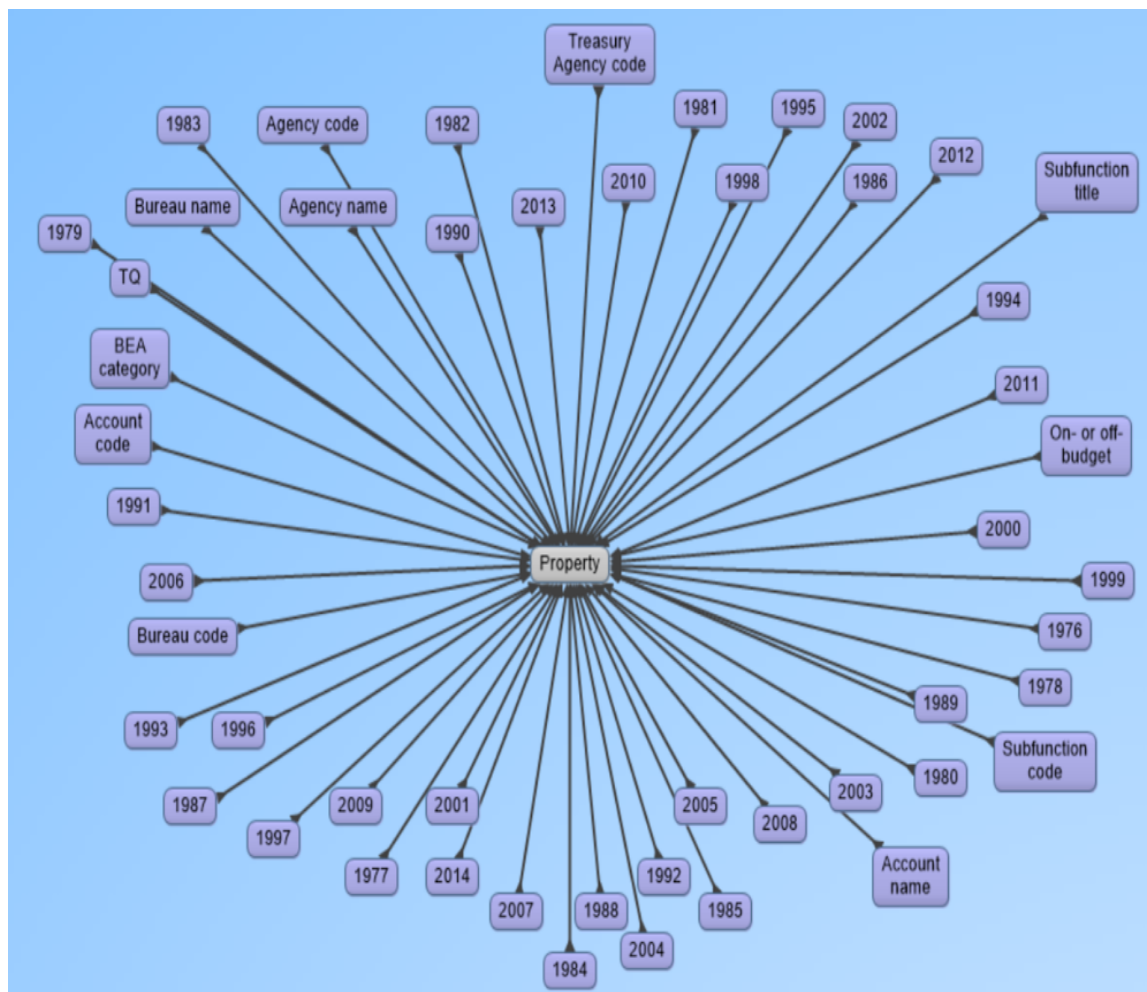 Treasury
Agency code
1983
Agency code
1982
1981
1995
2002
2012
Subfunction
title
Bureau name
Agency name
2013
2010
1998
1986
1979
1990
TQ
1994
BEA
category
2011
Account
code
On- or off-
budget
1991
2000
Property
2006
1999
Bureau code
1976
1978
1993
1996
1989
Subfunction
code
1987
2009
2001
2005
2003
1980
1997
2008
1977
2014
1992
Account
name
2007
1988
1985
2004
1984